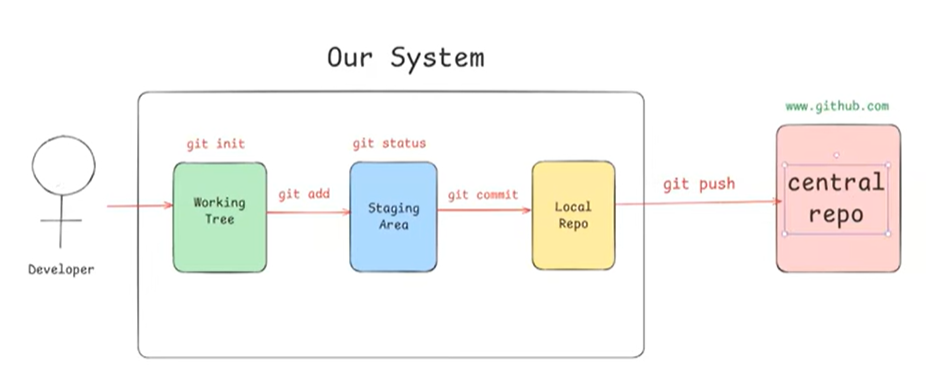 Our System
www.github.com
git init
git status
git add
git commit
git push
Working
Tree
Staging
Area
Local
Repo
central
repo
Developer